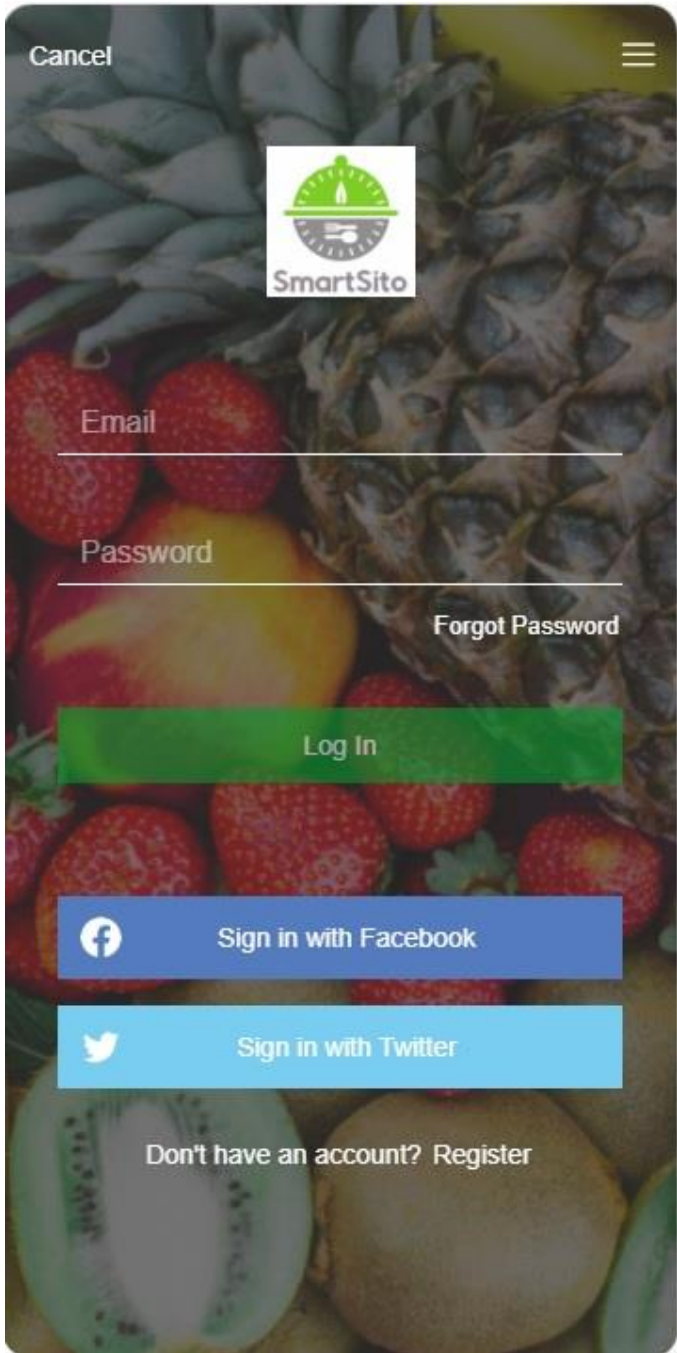 Cancel
SmartSito
Email
Password
Forgot Password
Log In
Sign in with Facebook
Sign in with Twitter
Don't have an account? Register